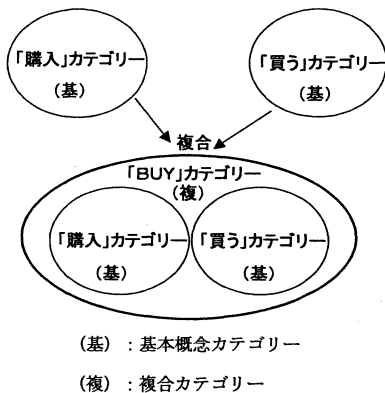 「購入」カテゴリー
(基)
「買う」カテゴリー
(基)
複合
「BUY」カテゴリー
(複)
「購入」カテゴリー
(基)
「買う」カテゴリー
(基)
(基):基本概念カテゴリー
(複):複合カテゴリー